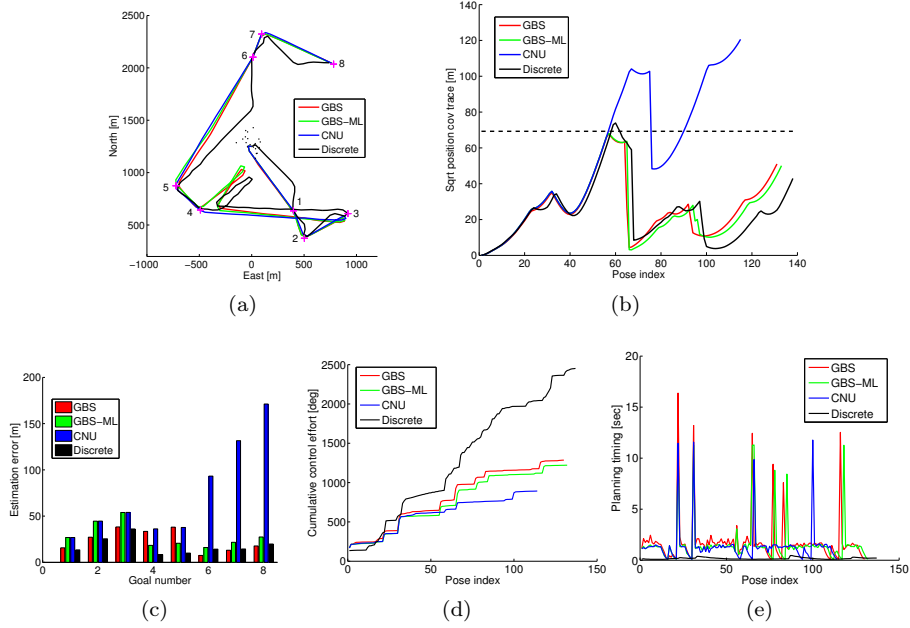 2500
2000
1500
1000
500
−1000
−500
0
500
1000
North [m]
East [m]
GBS
GBS−ML
CNU
Discrete
1
2
3
4
5
6
7
8
(a)
120
100
80
60
40
20
0
0
20
40
60
80
100
120
140
Sqrt position cov trace [m]
Pose index
GBS
GBS−ML
CNU
Discrete
(b)
200
150
100
50
0
2
4
6
8
Estimation error [m]
Goal number
GBS
GBS−ML
CNU
Discrete
(c)
2500
2000
1500
1000
500
0
0
50
100
150
Cumulative control effort [deg]
Pose index
GBS
GBS−ML
CNU
Discrete
(d)
20
15
10
5
0
0
50
100
150
Planning timing [sec]
Pose index
GBS
GBS−ML
CNU
Discrete
(e)